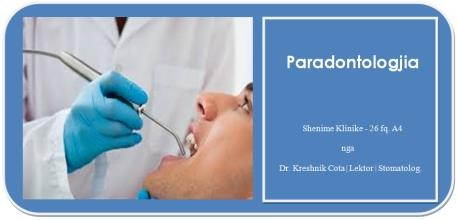 Paradontologjia
Shenime Klinike - 26 fq. A4
nga
Dr. Kreshnik Cota| Lektor | Stomatolog.